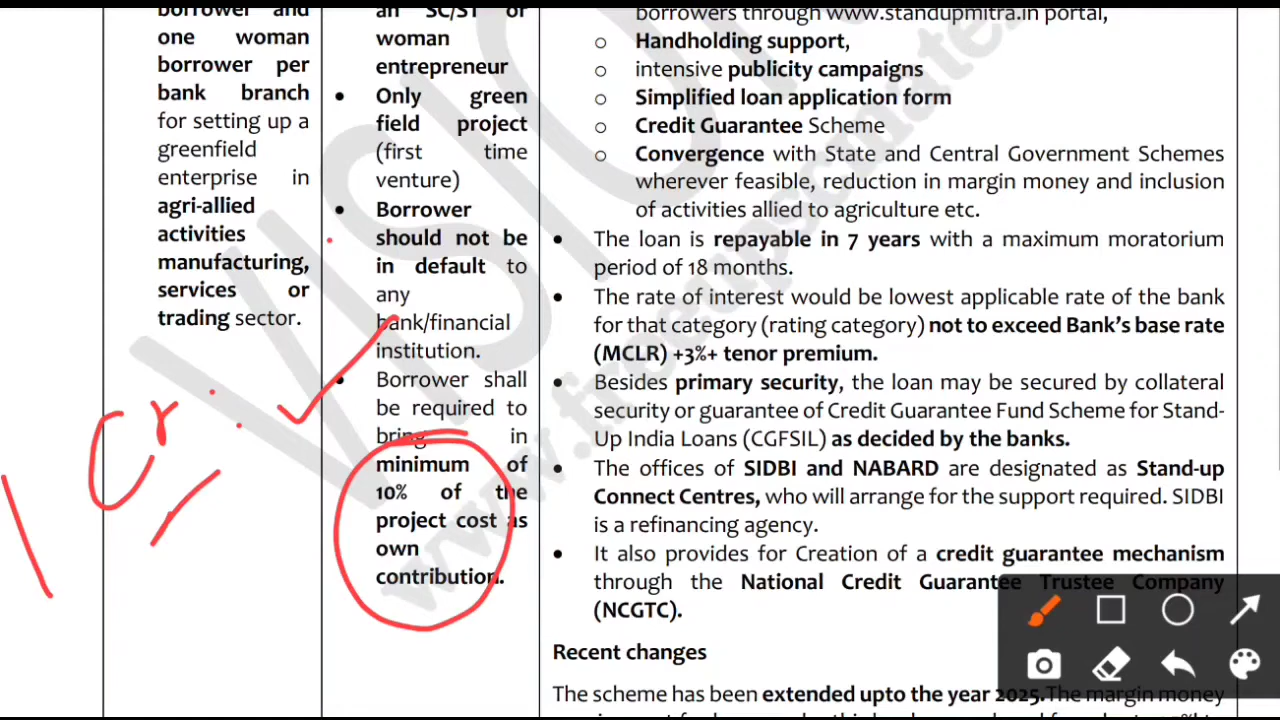 borrower and
one woman
borrower per
bank branch
for setting up a
greenfield
enterprise in
agri-allied
activities
manufacturing,
services or
trading sector.
an SC/ST or
woman
entrepreneur
• Only green
field project
(first time
venture)
• Borrower
should not be
in default to
any
bank/financial
institution.
• Borrower shall
be required to
bring in
minimum of
10% of the
project cost as
own
contribution.
borrowers through www.standupmitra.in portal,
o Handholding support,
o intensive publicity campaigns
o Simplified loan application form
o Credit Guarantee Scheme
o Convergence with State and Central Government Schemes
wherever feasible, reduction in margin money and inclusion
of activities allied to agriculture etc.
• The loan is repayable in 7 years with a maximum moratorium
period of 18 months.
• The rate of interest would be lowest applicable rate of the bank
for that category (rating category) not to exceed Bank's base rate
(MCLR) +3%+ tenor premium.
• Besides primary security, the loan may be secured by collateral
security or guarantee of Credit Guarantee Fund Scheme for Stand-
Up India Loans (CGFSIL) as decided by the banks.
• The offices of SIDBI and NABARD are designated as Stand-up
Connect Centres, who will arrange for the support required. SIDBI
is a refinancing agency.
• It also provides for Creation of a credit guarantee mechanism
through the National Credit Guarantee Trustee Company
(NCGTC).
Recent changes
The scheme has been extended upto the year 2025. The margin money
1 Cr